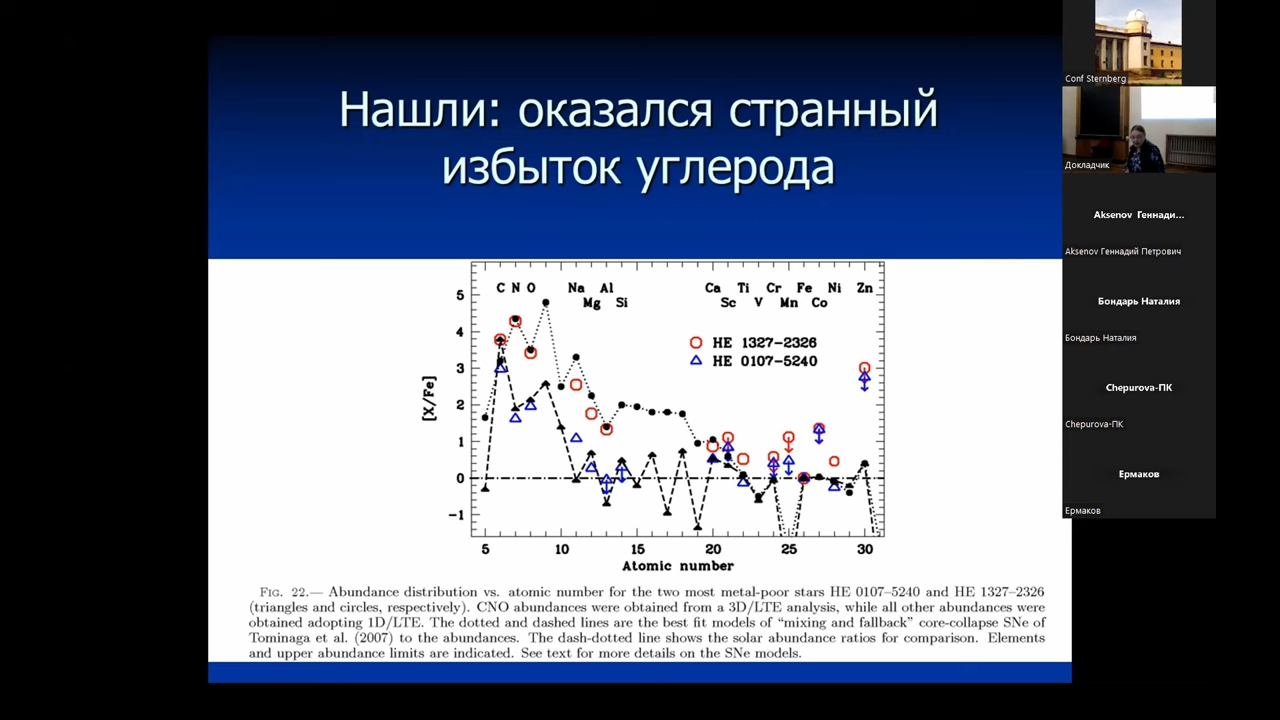 Нашли: оказался странный
избыток углерода
C N O Na Al Ca Ti Cr Fe Ni Zn
Mg Si Sc V Mn Co
HE 1327-2326
HE 0107-5240
[X/Fe]
5
4
3
2
1
0
-1
5 10 15 20 25 30
Atomic number
Fig. 22.— Abundance distribution vs. atomic number for the two most metal-poor stars HE 0107–5240 and HE 1327–2326
(triangles and circles, respectively). CNO abundances were obtained from a 3D/LTE analysis, while all other abundances were
obtained adopting 1D/LTE. The dotted and dashed lines are the best fit models of “mixing and fallback” core-collapse SNe of
Tominaga et al. (2007) to the abundances. The dash-dotted line shows the solar abundance ratios for comparison. Elements
and upper abundance limits are indicated. See text for more details on the SNe models.
Conf Sternberg
Докладчик
Aksenov Геннади...
Aksenov Геннадий Петрович
Бондарь Наталия
Бондарь Наталия
Chepurova-ПК
Chepurova-ПК
Ермаков
Ермаков